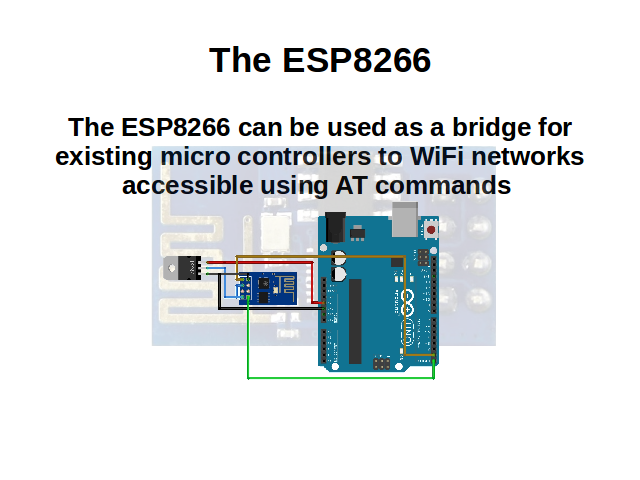 The ESP8266
The ESP8266 can be used as a bridge for
existing micro controllers to WiFi networks
accessible using AT commands